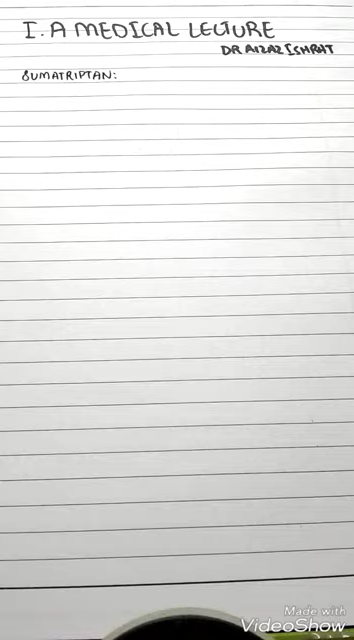 I. A MEDICAL LECTURE
DR AIZAZ ISHRAT
SUMATRIPTAN:
Made with
VideoShow